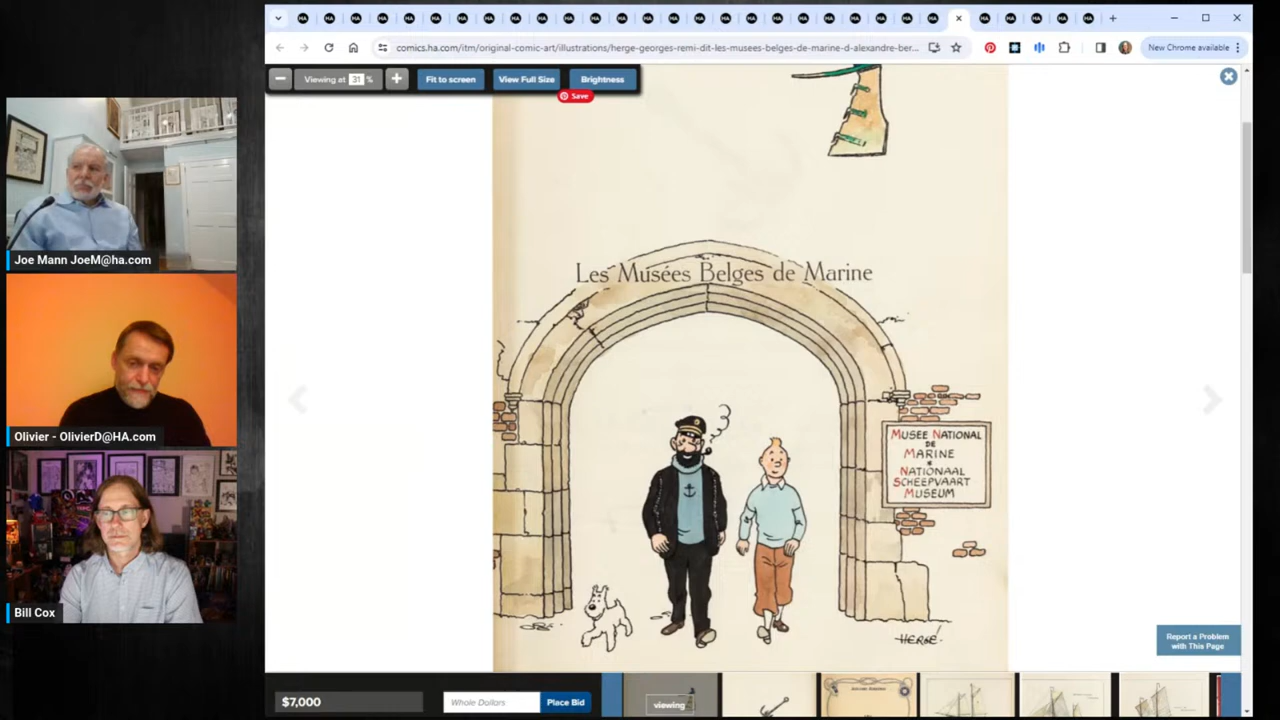 comics.ha.com/itm/original-comic-art/illustrations/herge-georges-remi-dit-les-musees-belges-de-marine-d-alexandre-ber...
New Chrome available
Viewing at 31 %
Fit to screen
View Full Size
Brightness
Save
Les Musées Belges de Marine
MUSEE NATIONAL
DE
MARINE
NATIONAAL
SCHEEPVAART
MUSEUM
HERGÉ
Joe Mann JoeM@ha.com
Olivier - OlivierD@HA.com
Bill Cox
Report a Problem
with This Page
$7,000
Whole Dollars
Place Bid
viewing